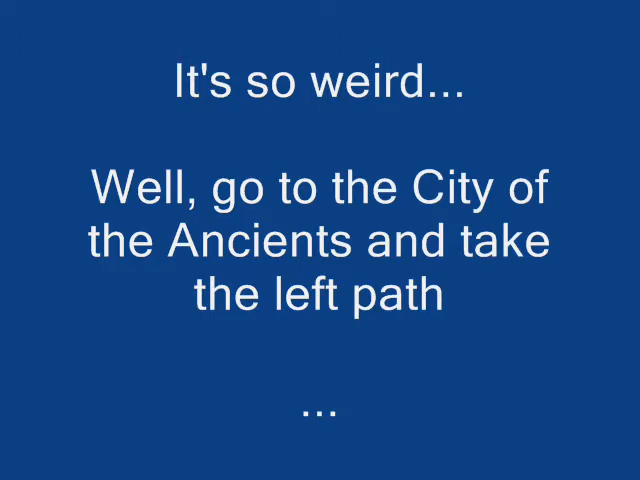 It's so weird...
Well, go to the City of
the Ancients and take
the left path
...